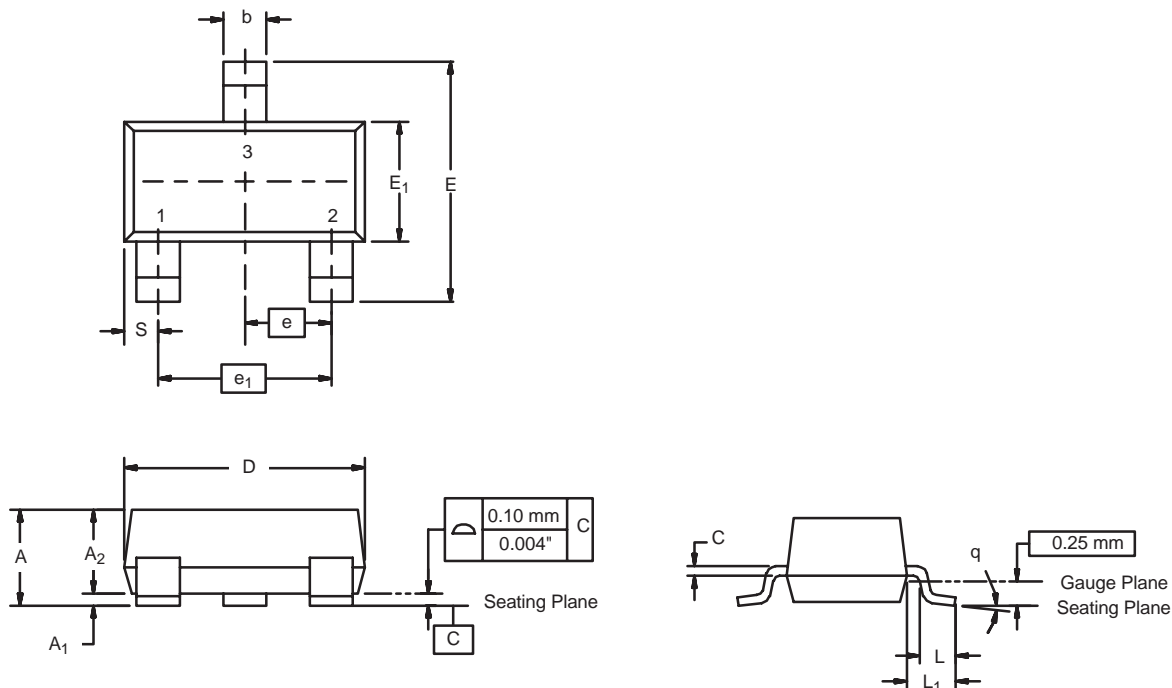 b
3
E₁
E
1
2
S
e
e₁
D
A
A₂
0.10 mm
C
0.004"
Seating Plane
A₁
C
C
q
0.25 mm
Gauge Plane
Seating Plane
L
L₁